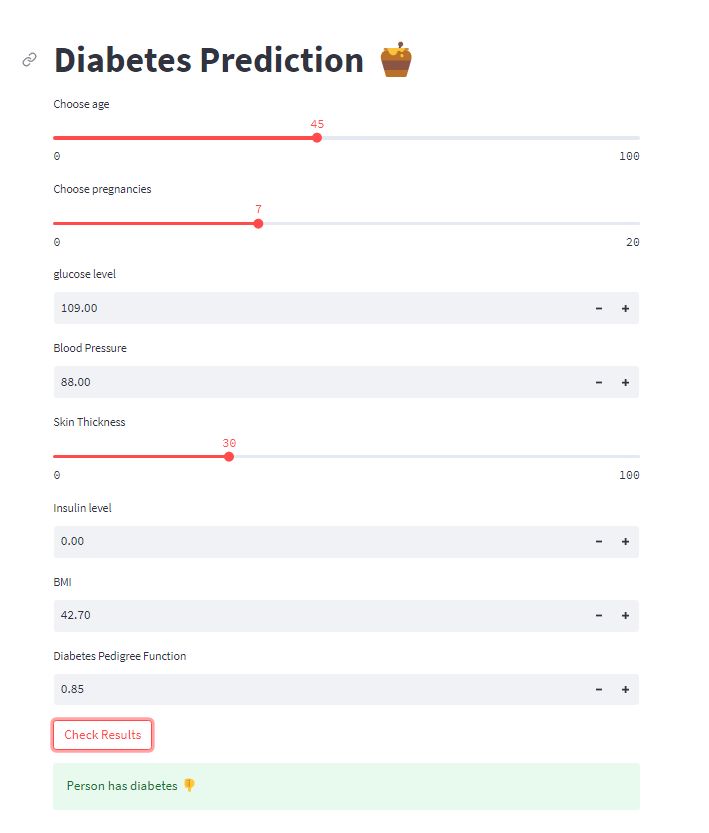 Diabetes Prediction
Choose age
45
0 100
Choose pregnancies
7
0 20
glucose level
109.00 - +
Blood Pressure
88.00 - +
Skin Thickness
30
0 100
Insulin level
0.00 - +
BMI
42.70 - +
Diabetes Pedigree Function
0.85 - +
Check Results
Person has diabetes 👎